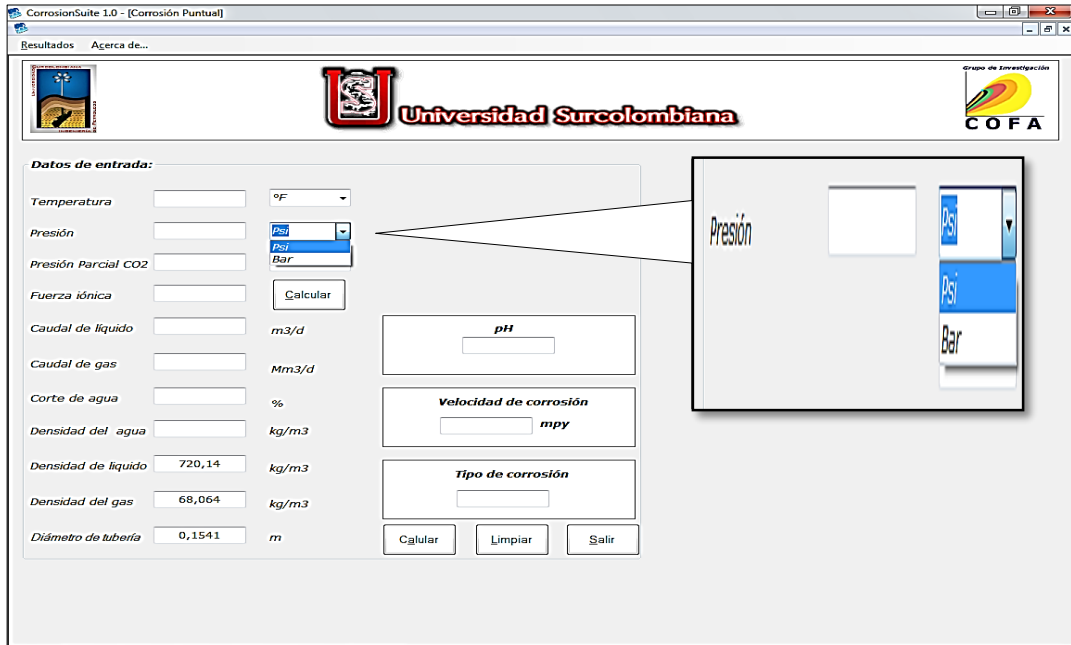 CorrosionSuite 1.0 - [Corrosión Puntual]
Resultados Acerca de...
Universidad Surcolombiana
Grupo de Investigación
COFA
Datos de entrada:
Temperatura °F
Presión Psi
Psi
Bar
Presión Parcial CO2
Fuerza iónica Calcular
Caudal de líquido m3/d
Caudal de gas Mm3/d
Corte de agua %
Densidad del agua kg/m3
Densidad de liquido 720,14 kg/m3
Densidad del gas 68,064 kg/m3
Diámetro de tubería 0,1541 m
pH
Velocidad de corrosión
mpy
Tipo de corrosión
Calular Limpiar Salir
Presión Psi
Psi
Bar